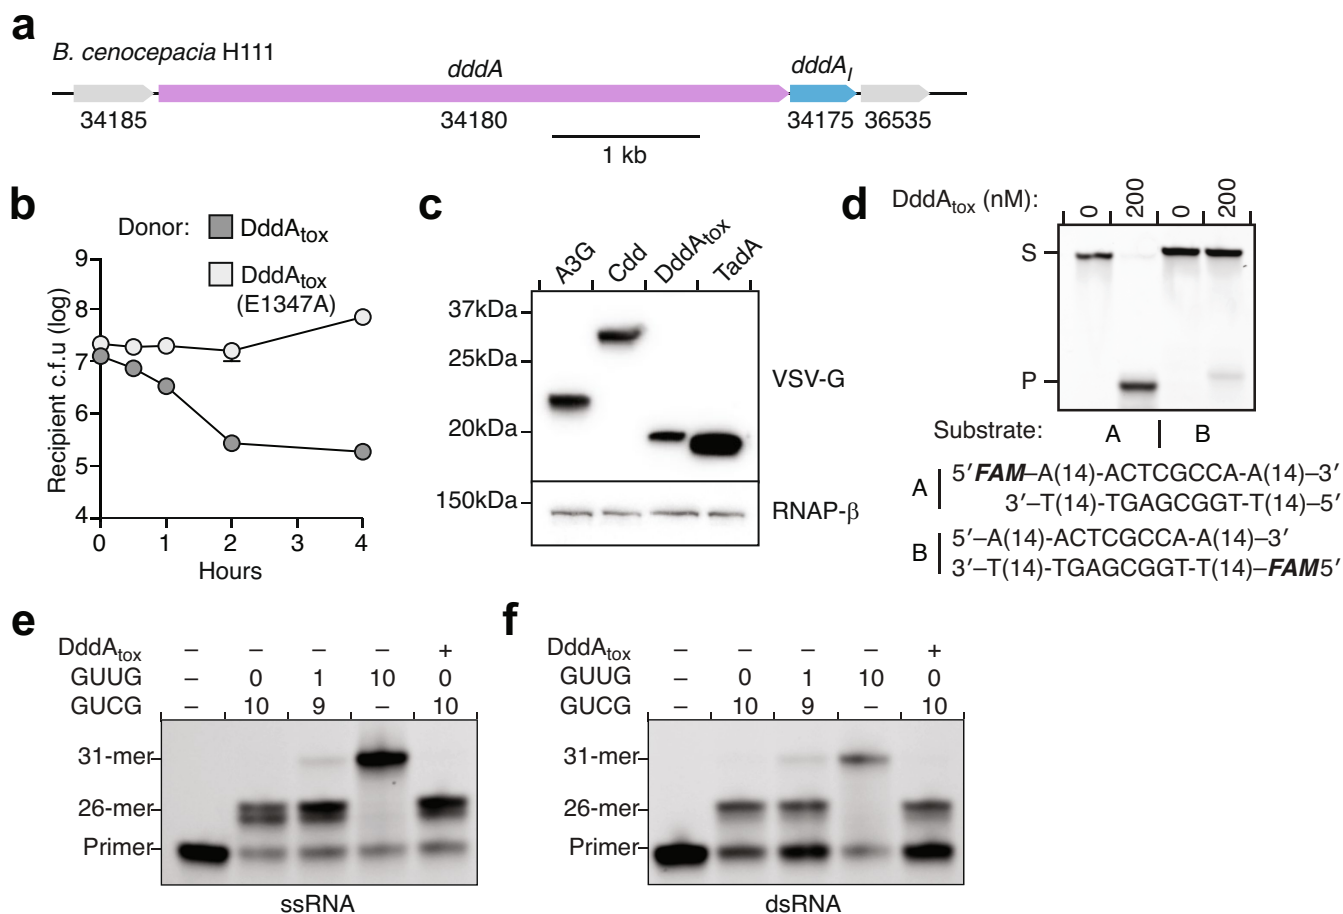 a
B. cenocepacia H111
dddA
dddA_I
34185
34180
34175
36535
1 kb
b
Donor:
DddA_tox
DddA_tox
(E1347A)
Recipient c.f.u (log)
9
8
7
6
5
4
0
1
2
3
4
Hours
c
A3G
Cdd
DddA_tox
TadA
37kDa
25kDa
20kDa
150kDa
VSV-G
RNAP-β
d
DddA_tox (nM):
0
200
0
200
S
P
Substrate:
A
B
A
5′FAM–A(14)-ACTCGCCA-A(14)–3′
3′–T(14)-TGAGCGGT-T(14)–5′
B
5′–A(14)-ACTCGCCA-A(14)–3′
3′–T(14)-TGAGCGGT-T(14)–FAM5′
e
DddA_tox – – – – +
GUUG – 0 1 10 0
GUCG – 10 9 – 10
31-mer
26-mer
Primer
ssRNA
f
DddA_tox – – – – +
GUUG – 0 1 10 0
GUCG – 10 9 – 10
31-mer
26-mer
Primer
dsRNA